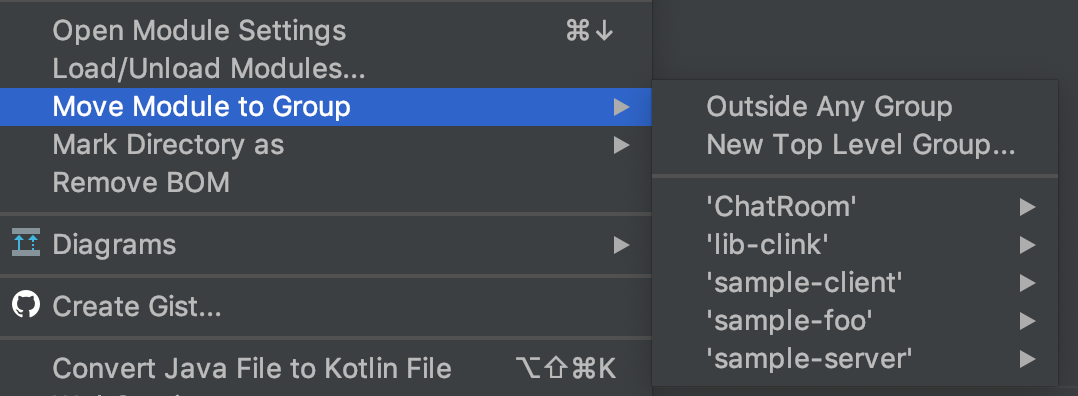 Open Module Settings ⌘↓
Load/Unload Modules...
Move Module to Group
Mark Directory as
Remove BOM
Diagrams
Create Gist...
Convert Java File to Kotlin File ⌥⇧⌘K
Outside Any Group
New Top Level Group...
'ChatRoom'
'lib-clink'
'sample-client'
'sample-foo'
'sample-server'